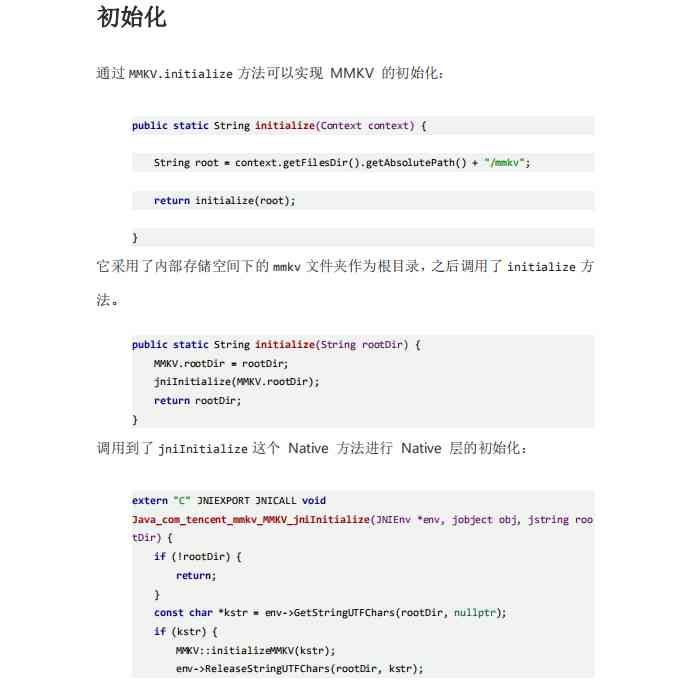 初始化
通过 MMKV.initialize 方法可以实现 MMKV 的初始化：
public static String initialize(Context context) {
String root = context.getFilesDir().getAbsolutePath() + "/mmkv";
return initialize(root);
}
它采用了内部存储空间下的 mmkv 文件夹作为根目录，之后调用了 initialize 方
法。
public static String initialize(String rootDir) {
MMKV.rootDir = rootDir;
jniInitialize(MMKV.rootDir);
return rootDir;
}
调用到了 jniInitialize 这个 Native 方法进行 Native 层的初始化：
extern "C" JNIEXPORT JNICALL void
Java_com_tencent_mmkv_MMKV_jniInitialize(JNIEnv *env, jobject obj, jstring roo
tDir) {
if (!rootDir) {
return;
}
const char *kstr = env->GetStringUTFChars(rootDir, nullptr);
if (kstr) {
MMKV::initializeMMKV(kstr);
env->ReleaseStringUTFChars(rootDir, kstr);